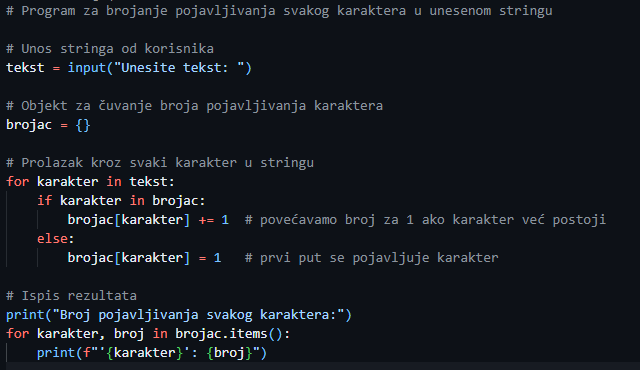 # Program za brojanje pojavljivanja svakog karaktera u unesenom stringu
# Unos stringa od korisnika
tekst = input("Unesite tekst: ")
# Objekt za čuvanje broja pojavljivanja karaktera
brojac = {}
# Prolazak kroz svaki karakter u stringu
for karakter in tekst:
    if karakter in brojac:
        brojac[karakter] += 1  # povećavamo broj za 1 ako karakter već postoji
    else:
        brojac[karakter] = 1   # prvi put se pojavljuje karakter
# Ispis rezultata
print("Broj pojavljivanja svakog karaktera:")
for karakter, broj in brojac.items():
    print(f"'{karakter}': {broj}")